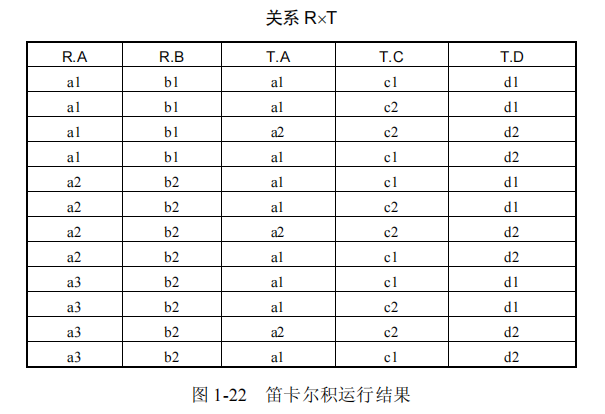 关系 R×T
R.A R.B T.A T.C T.D
a1 b1 a1 c1 d1
a1 b1 a1 c2 d1
a1 b1 a2 c2 d2
a1 b1 a1 c1 d2
a2 b2 a1 c1 d1
a2 b2 a1 c2 d1
a2 b2 a2 c2 d2
a2 b2 a1 c1 d2
a3 b2 a1 c1 d1
a3 b2 a1 c2 d1
a3 b2 a2 c2 d2
a3 b2 a1 c1 d2
图 1-22 笛卡尔积运行结果